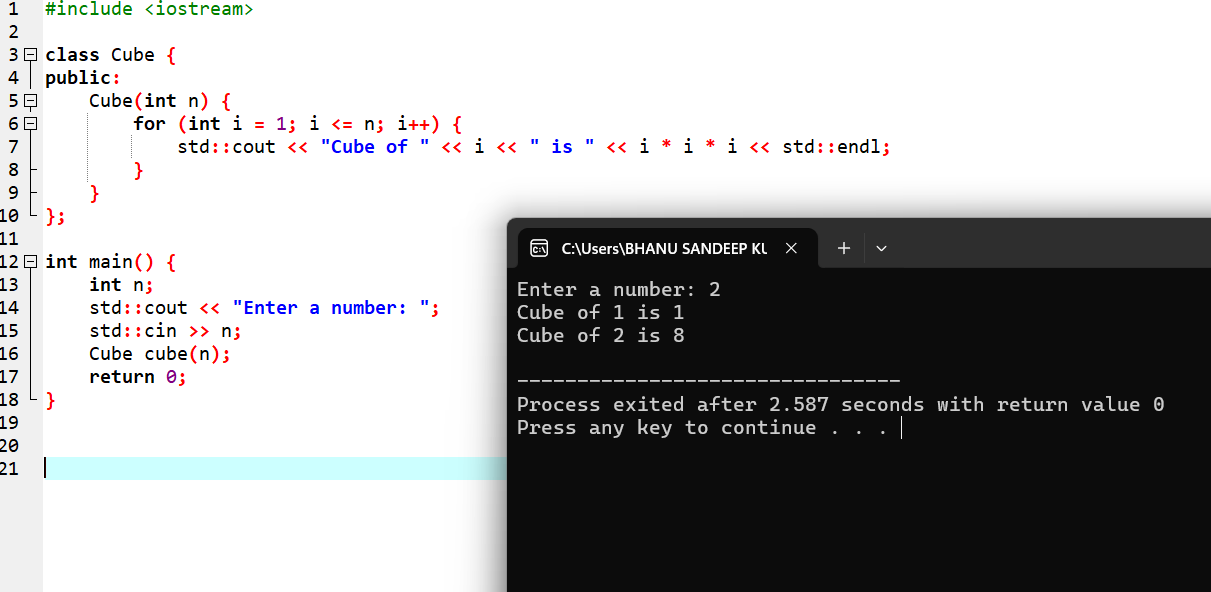 1 #include <iostream>
2
3 class Cube {
4 public:
5     Cube(int n) {
6         for (int i = 1; i <= n; i++) {
7             std::cout << "Cube of " << i << " is " << i * i * i << std::endl;
8         }
9     }
10 };
11
12 int main() {
13     int n;
14     std::cout << "Enter a number: ";
15     std::cin >> n;
16     Cube cube(n);
17     return 0;
18 }
19
20
21
C:\Users\BHANU SANDEEP
Enter a number: 2
Cube of 1 is 1
Cube of 2 is 8
--------------------------------
Process exited after 2.587 seconds with return value 0
Press any key to continue . . .